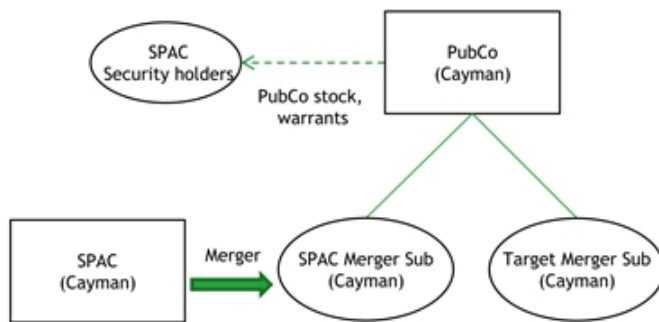 SPAC
Security holders
PubCo
(Cayman)
PubCo stock,
warrants
SPAC
(Cayman)
Merger
SPAC Merger Sub
(Cayman)
Target Merger Sub
(Cayman)